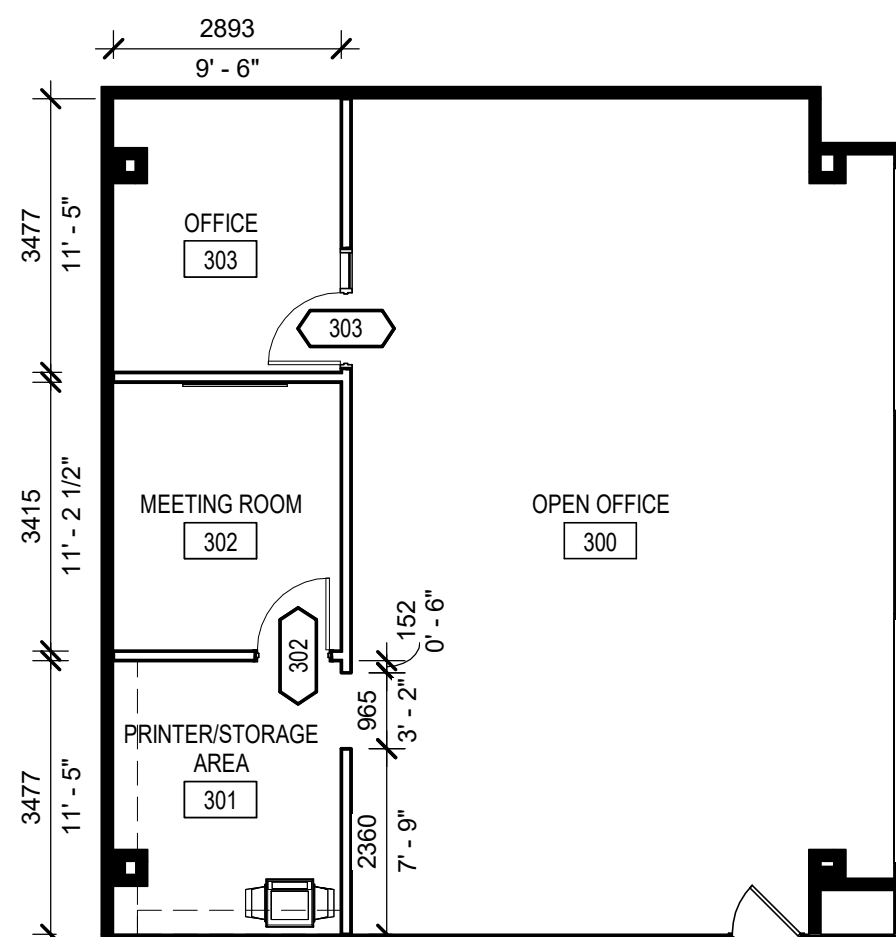 2893
9' - 6"
3477
11' - 5"
OFFICE
303
303
3415
11' - 2 1/2"
MEETING ROOM
302
OPEN OFFICE
300
302
152
0' - 6"
965
3' - 2"
PRINTER/STORAGE
AREA
301
3477
11' - 5"
2360
7' - 9"